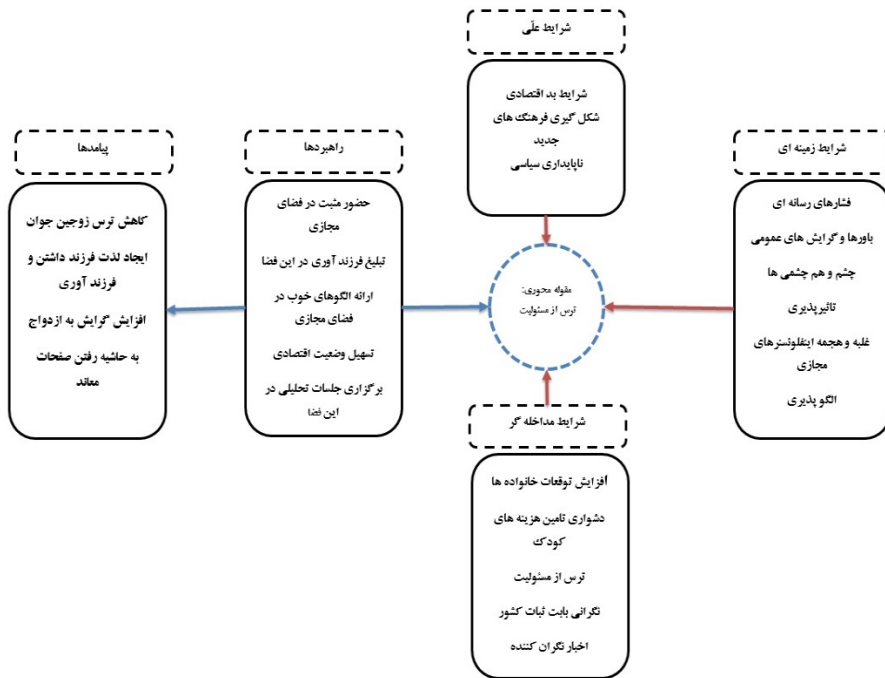 شرایط علّی
شرایط بد اقتصادی
شکل گیری فرهنگ های
جدید
ناپایداری سیاسی
شرایط زمینه ای
فشارهای رسانه ای
باورها و گرایش های عمومی
چشم و هم چشمی ها
تاثیرپذیری
غلبه و هجمه اینفلوئنسرهای
مجازی
الگو پذیری
مقوله محوری:
ترس از مسئولیت
راهبردها
حضور مثبت در فضای
مجازی
تبلیغ فرزند آوری در این فضا
ارائه الگوهای خوب در
فضای مجازی
تسهیل وضعیت اقتصادی
برگزاری جلسات تحلیلی در
این فضا
پیامدها
کاهش ترس زوجین جوان
ایجاد لذت فرزند داشتن و
فرزند آوری
افزایش گرایش به ازدواج
به حاشیه رفتن صفحات
معاند
شرایط مداخله گر
افزایش توقعات خانواده ها
دشواری تامین هزینه های
کودک
ترس از مسئولیت
نگرانی بابت ثبات کشور
اخبار نگران کننده